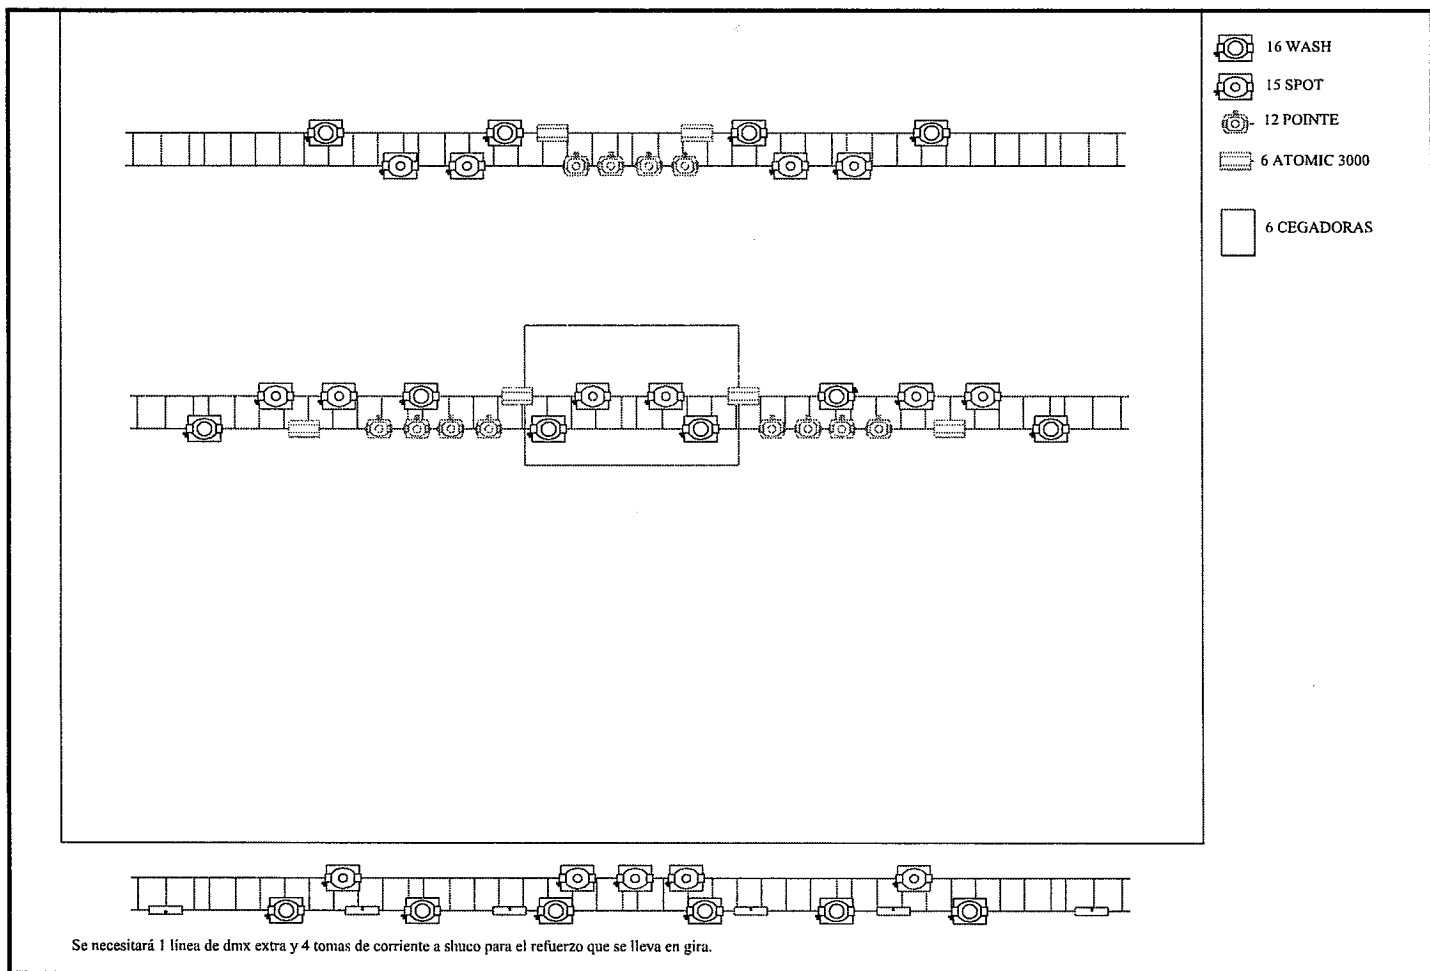 16 WASH
15 SPOT
12 POINTE
6 ATOMIC 3000
6 CEGADORAS
Se necesitará 1 línea de dmx extra y 4 tomas de corriente a shuco para el refuerzo que se lleva en gira.